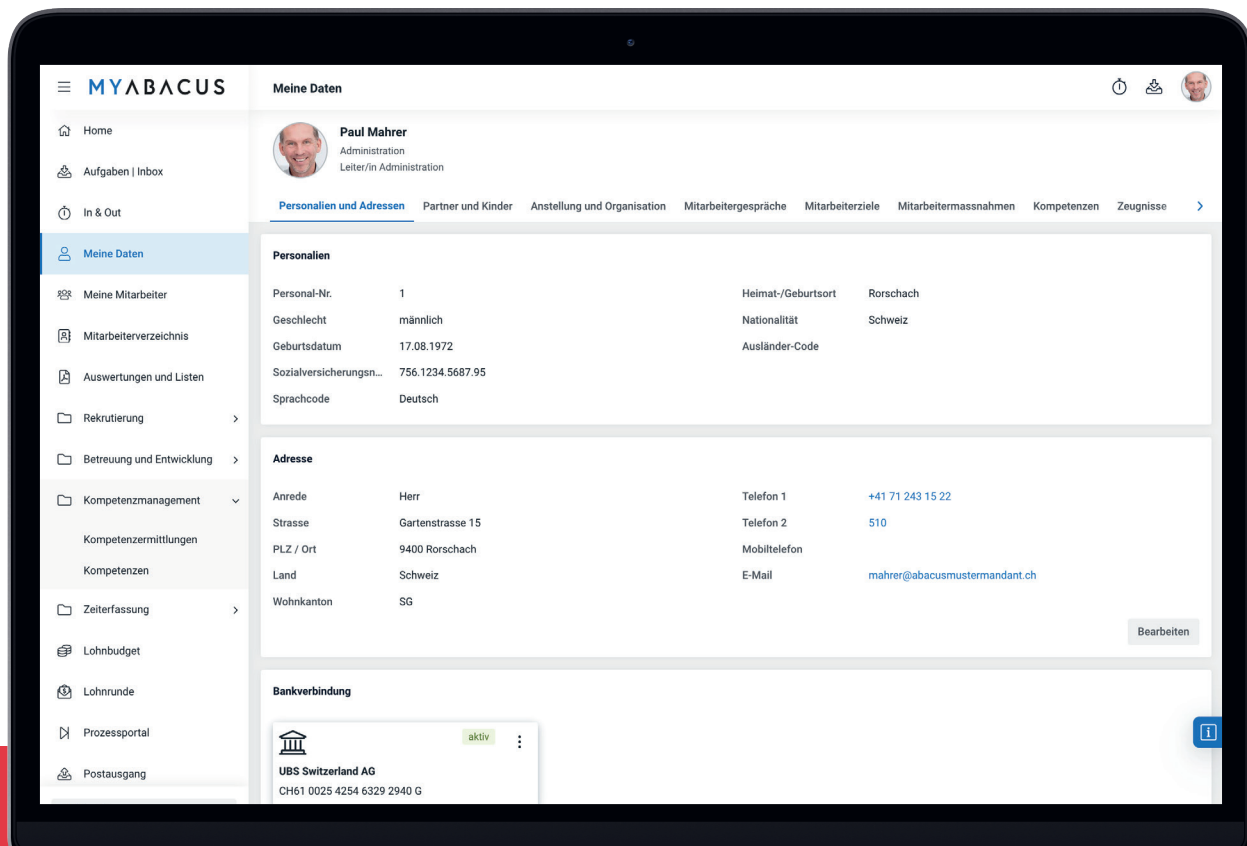 MYABACUS
Home
Aufgaben | Inbox
In & Out
Meine Daten
Meine Mitarbeiter
Mitarbeiterverzeichnis
Auswertungen und Listen
Rekrutierung
Betreuung und Entwicklung
Kompetenzmanagement
Kompetenzermittlungen
Kompetenzen
Zeiterfassung
Lohnbudget
Lohnrunde
Prozessportal
Postausgang
Meine Daten
Paul Mahrer
Administration
Leiter/in Administration
Personalien und Adressen Partner und Kinder Anstellung und Organisation Mitarbeitergespräche Mitarbeiterziele Mitarbeitermassnahmen Kompetenzen Zeugnisse
Personalien
Personal-Nr. 1
Geschlecht männlich
Geburtsdatum 17.08.1972
Sozialversicherungsn... 756.1234.5687.95
Sprachcode Deutsch
Heimat-/Geburtsort Rorschach
Nationalität Schweiz
Ausländer-Code
Adresse
Anrede Herr
Strasse Gartenstrasse 15
PLZ / Ort 9400 Rorschach
Land Schweiz
Wohnkanton SG
Telefon 1 +41 71 243 15 22
Telefon 2 510
Mobiltelefon
E-Mail mahrer@abacusmustermandant.ch
Bearbeiten
Bankverbindung
aktiv
UBS Switzerland AG
CH61 0025 4254 6329 2940 G